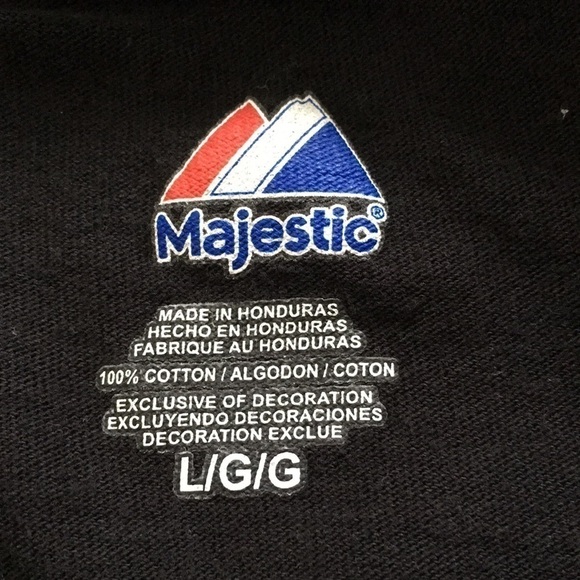 Majestic®
MADE IN HONDURAS
HECHO EN HONDURAS
FABRIQUE AU HONDURAS
100% COTTON / ALGODON / COTON
EXCLUSIVE OF DECORATION
EXCLUYENDO DECORACIONES
DECORATION EXCLUE
L/G/G